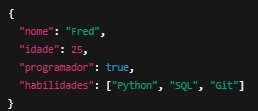 {
  "nome": "Fred",
  "idade": 25,
  "programador": true,
  "habilidades": ["Python", "SQL", "Git"]
}